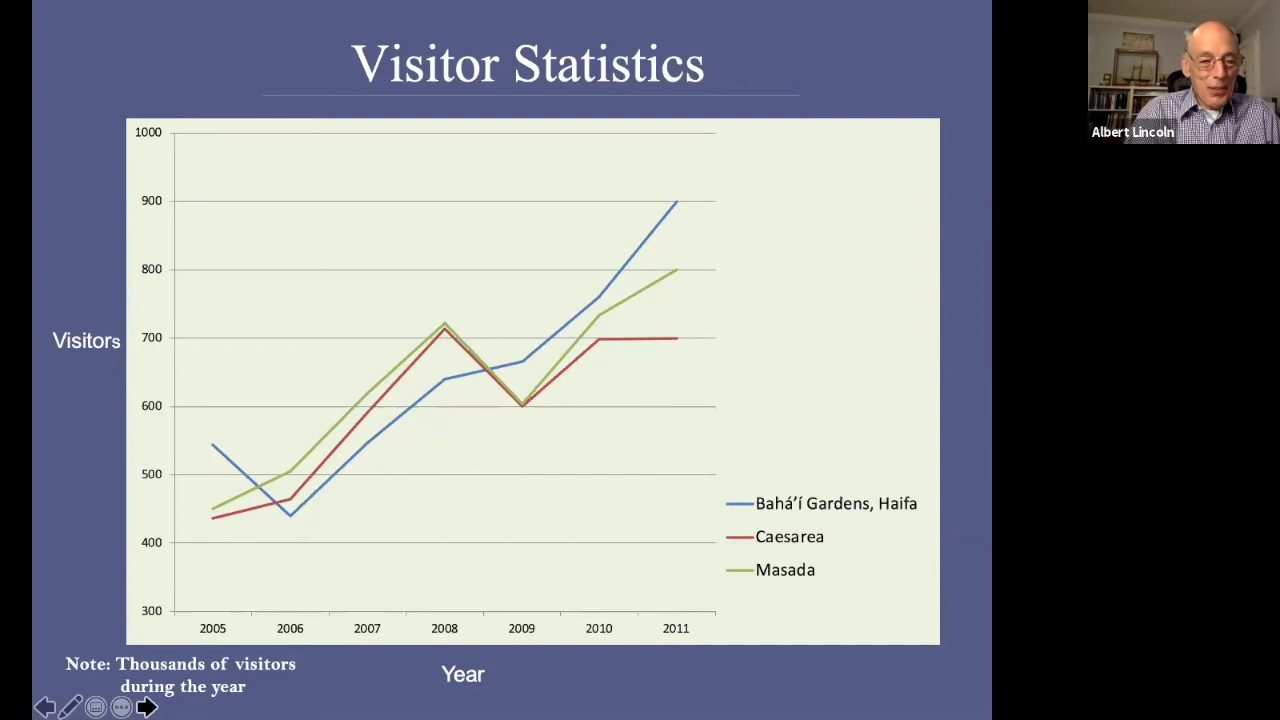 Visitor Statistics
Albert Lincoln
1000
900
800
700
600
500
400
300
Visitors
2005 2006 2007 2008 2009 2010 2011
Bahá’í Gardens, Haifa
Caesarea
Masada
Year
Note: Thousands of visitors
during the year